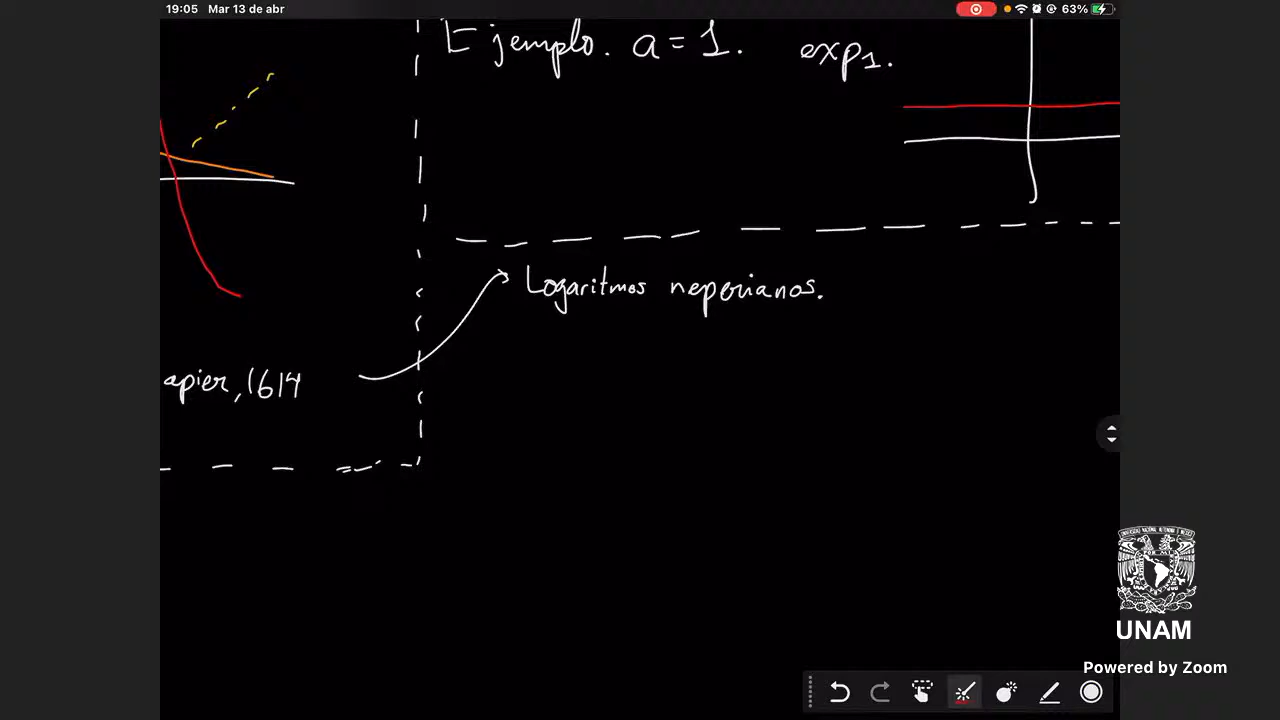 19:05 Mar 13 de abr
63%
Ejemplo. a = 1. exp1.
Logaritmos neperianos.
apier, 1614
UNAM
Powered by Zoom